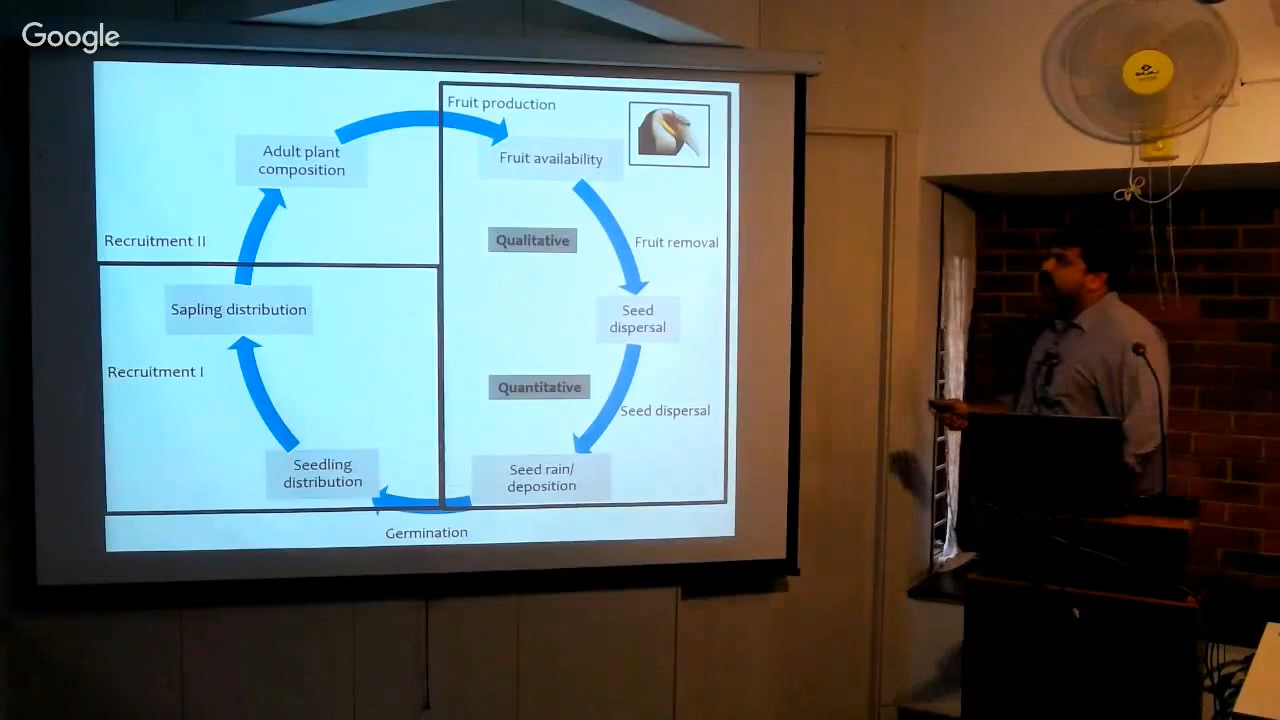 Google
Fruit production
Adult plant
composition
Fruit availability
Recruitment II
Qualitative
Fruit removal
Sapling distribution
Seed
dispersal
Recruitment I
Quantitative
Seed dispersal
Seedling
distribution
Seed rain/
deposition
Germination
BAJAJ